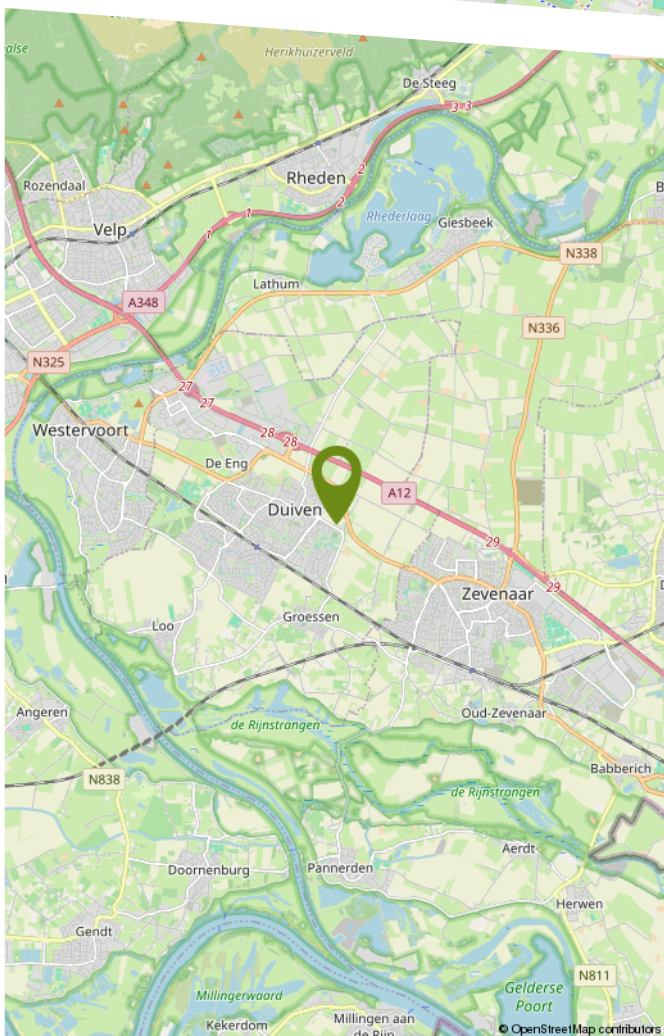 alse
Herikhuizerveld
De Steeg
3 3
2
Rheden
Rozendaal
2
Rhederlaag
Giesbeek
B
Velp
1 1
N338
Lathum
A348
N336
N325
27
27
Westervoort
28
28
De Eng
A12
Duiven
29
29
Zevenaar
D
Groessen
Loo
Angeren
de Rijnstrangen
Oud-Zevenaar
N838
Babberich
de Rijnstrangen
Aerdt
Doornenburg
Pannerden
Herwen
Gendt
N811
Millingerwaard
Gelderse
Poort
Kekerdom
Millingen aan
de Rijn
© OpenStreetMap contributors